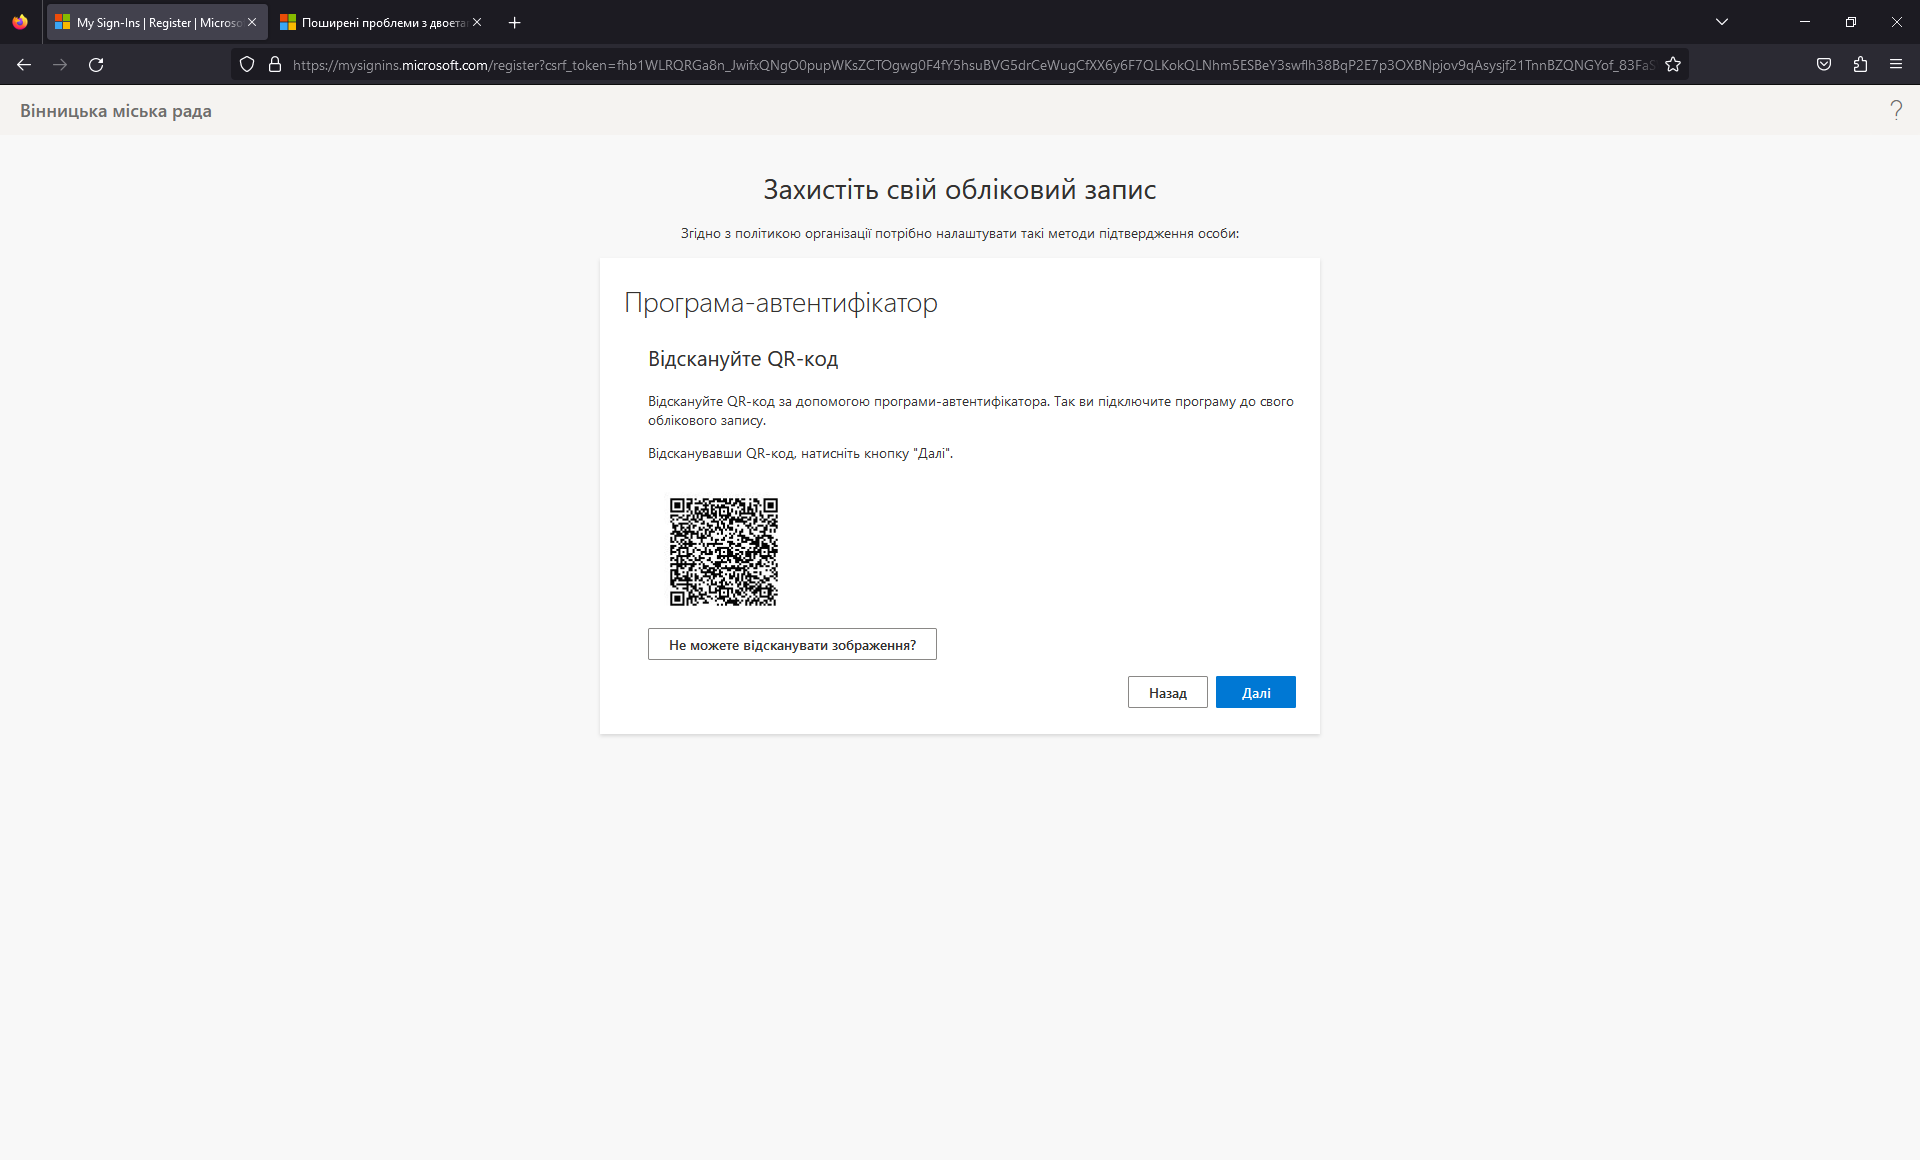 My Sign-Ins | Register | Microso
Поширені проблеми з двоета
https://mysignins.microsoft.com/register?csrf_token=fhb1WLRQRGa8n_JwifxQNgO0pupWKsZCTOgwg0F4fY5hsuBVG5drCeWugCfXX6y6F7QLKokQLNhm5ESBeY3swflh38BqP2E7p3OXBNpjov9qAsysjf21TnnBZQNGYof_83FaS
Вінницька міська рада
Захистіть свій обліковий запис
Згідно з політикою організації потрібно налаштувати такі методи підтвердження особи:
Програма-автентифікатор
Відскануйте QR-код
Відскануйте QR-код за допомогою програми-автентифікатора. Так ви підключите програму до свого
облікового запису.
Відсканувавши QR-код, натисніть кнопку "Далі".
Не можете відсканувати зображення?
Назад
Далі